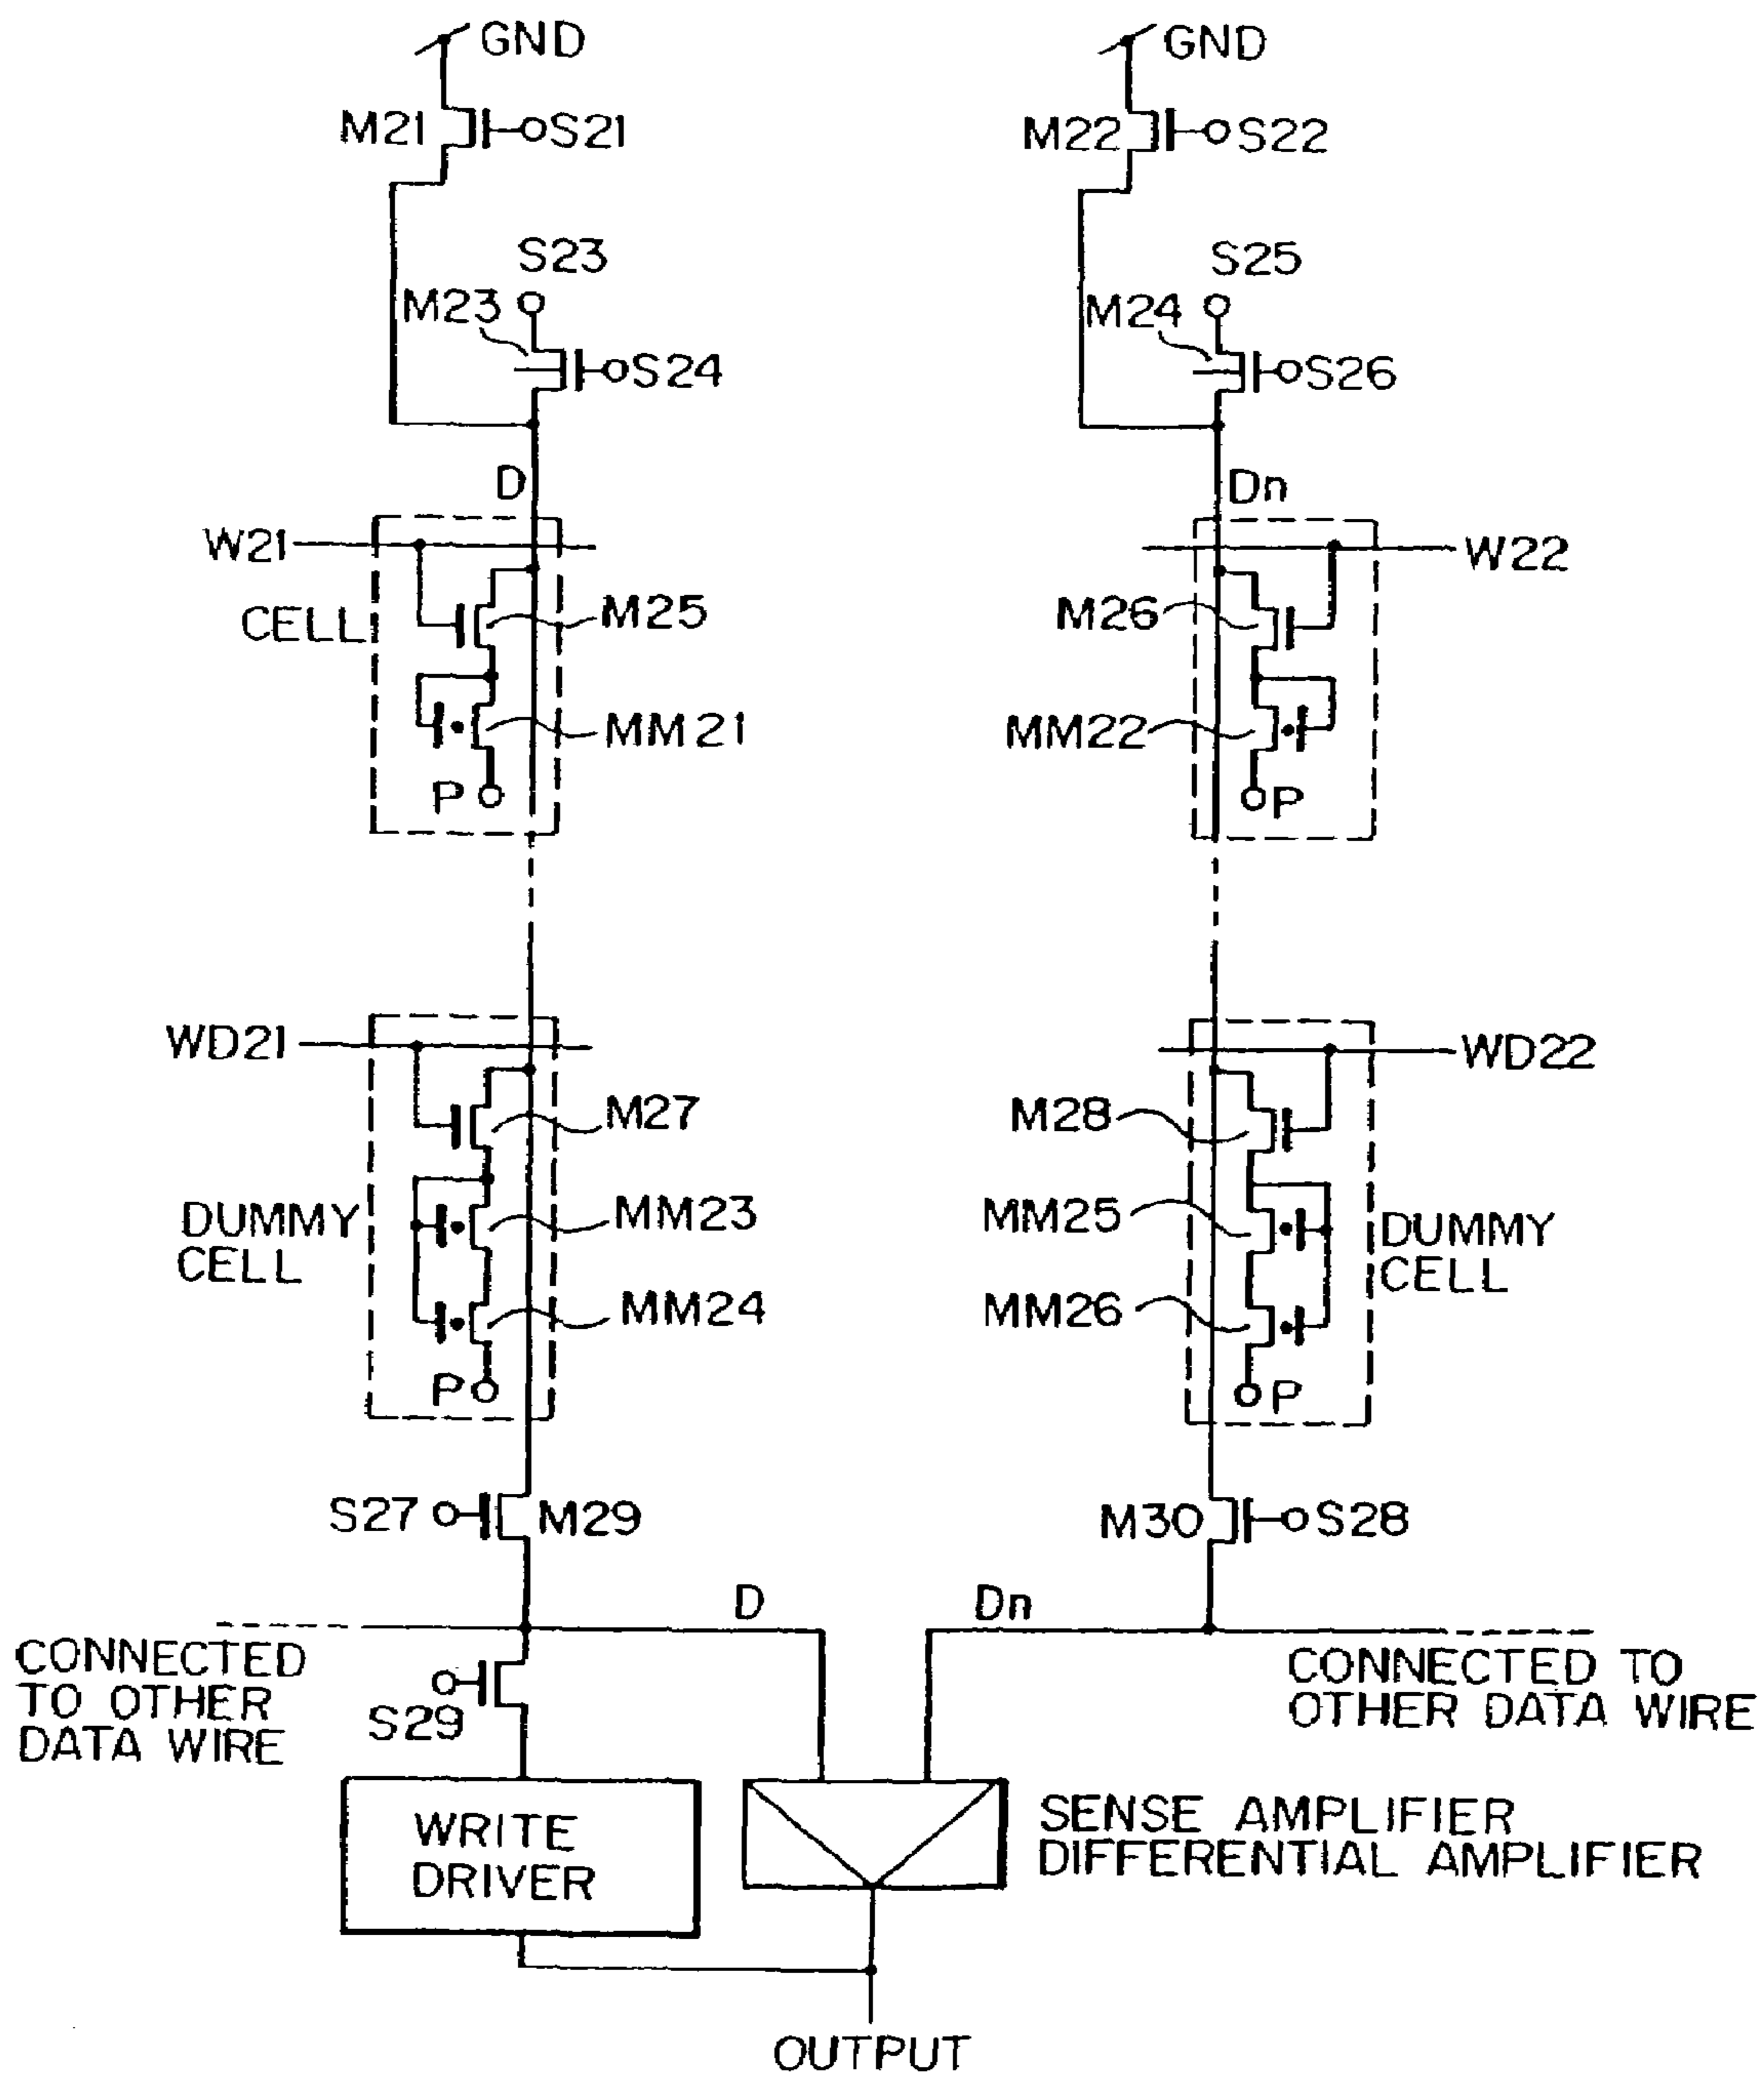 GND
GND
M21
S21
M22
S22
S23
S25
M23
M24
S24
S26
D
Dn
W21
W22
CELL
M25
M26
MM21
MM22
P
P
WD21
WD22
M27
M28
DUMMY
CELL
MM23
MM25
DUMMY
CELL
MM24
MM26
P
P
S27
M29
M30
S28
D
Dn
CONNECTED
TO OTHER
DATA WIRE
CONNECTED TO
OTHER DATA WIRE
S29
WRITE
DRIVER
SENSE AMPLIFIER
DIFFERENTIAL AMPLIFIER
OUTPUT